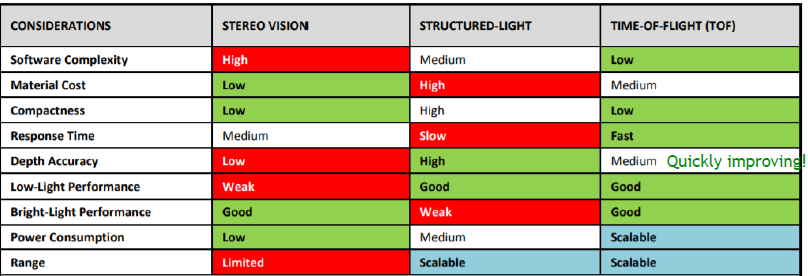 CONSIDERATIONS STEREO VISION STRUCTURED-LIGHT TIME-OF-FLIGHT (TOF)
Software Complexity High Medium Low
Material Cost Low High Medium
Compactness Low High Low
Response Time Medium Slow Fast
Depth Accuracy Low High Medium Quickly improving!
Low-Light Performance Weak Good Good
Bright-Light Performance Good Weak Good
Power Consumption Low Medium Scalable
Range Limited Scalable Scalable